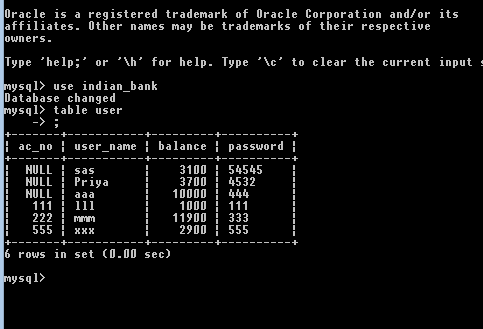 Oracle is a registered trademark of Oracle Corporation and/or its
affiliates. Other names may be trademarks of their respective
owners.
Type 'help;' or '\h' for help. Type '\c' to clear the current input s
mysql> use indian_bank
Database changed
mysql> table user
    -> ;
+-------+-----------+---------+----------+
| ac_no | user_name | balance | password |
+-------+-----------+---------+----------+
|  NULL | sas       |    3100 | 54545    |
|  NULL | Priya     |    3700 | 4532     |
|  NULL | aaa       |   10000 | 444      |
|   111 | lll       |    1000 | 111      |
|   222 | mmm       |   11900 | 333      |
|   555 | xxx       |    2900 | 555      |
+-------+-----------+---------+----------+
6 rows in set (0.00 sec)
mysql>